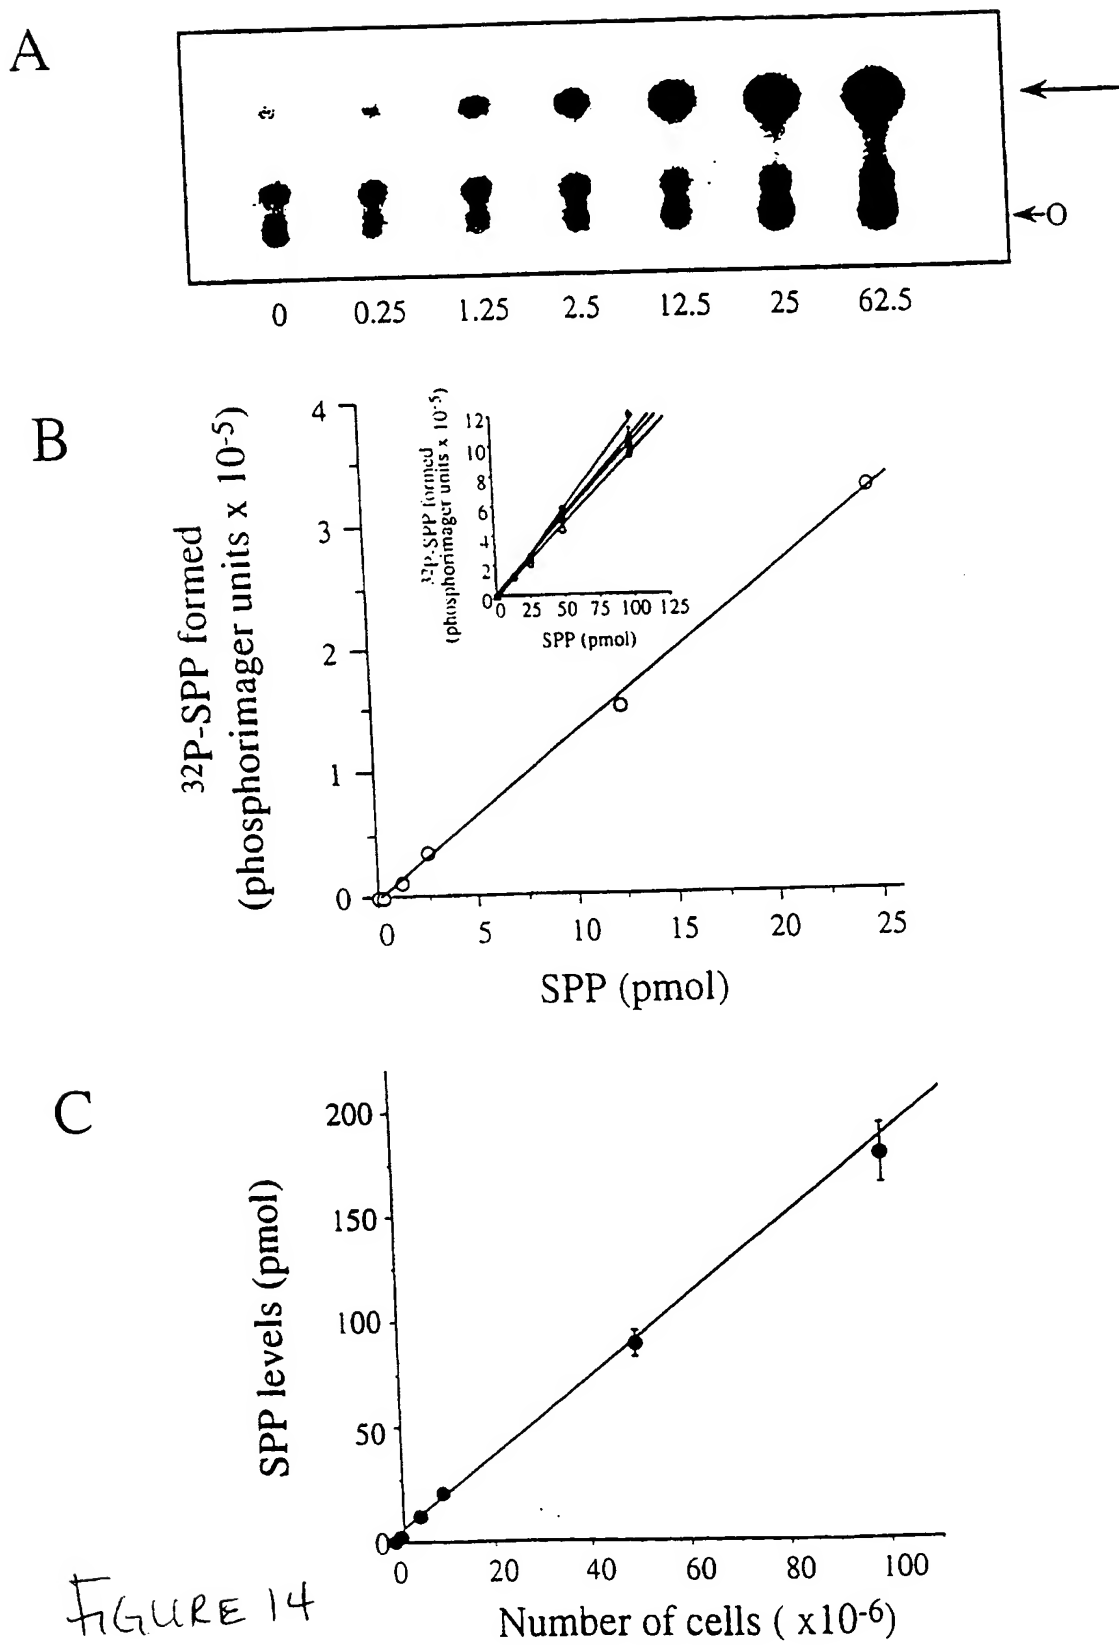 A
O
0 0.25 1.25 2.5 12.5 25 62.5
B
³²P-SPP formed
(phosphorimager units x 10⁻⁵)
4
3
2
1
0
0 5 10 15 20 25
SPP (pmol)
³²P-SPP formed
(phosphorimager units x 10⁻⁵)
12
10
8
6
4
2
0
0 25 50 75 100 125
SPP (pmol)
C
SPP levels (pmol)
200
150
100
50
0
0 20 40 60 80 100
Number of cells ( x10⁻⁶)
FIGURE 14